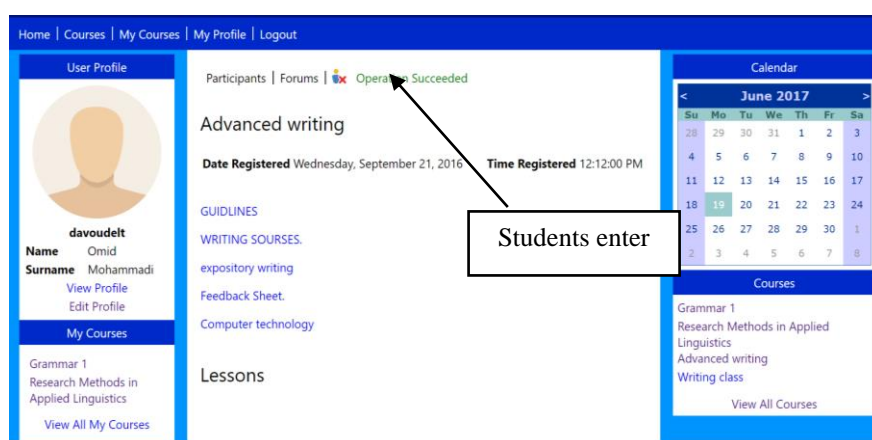 Home | Courses | My Courses | My Profile | Logout
User Profile
davoudelt
Name Omid
Surname Mohammadi
View Profile
Edit Profile
My Courses
Grammar 1
Research Methods in
Applied Linguistics
View All My Courses
Participants | Forums | Operation Succeeded
Advanced writing
Date Registered Wednesday, September 21, 2016 Time Registered 12:12:00 PM
GUIDLINES
WRITING SOURSES.
expository writing
Feedback Sheet.
Computer technology
Lessons
Students enter
Calendar
< June 2017 >
Su Mo Tu We Th Fr Sa
28 29 30 31 1 2 3
4 5 6 7 8 9 10
11 12 13 14 15 16 17
18 19 20 21 22 23 24
25 26 27 28 29 30 1
2 3 4 5 6 7 8
Courses
Grammar 1
Research Methods in Applied
Linguistics
Advanced writing
Writing class
View All Courses